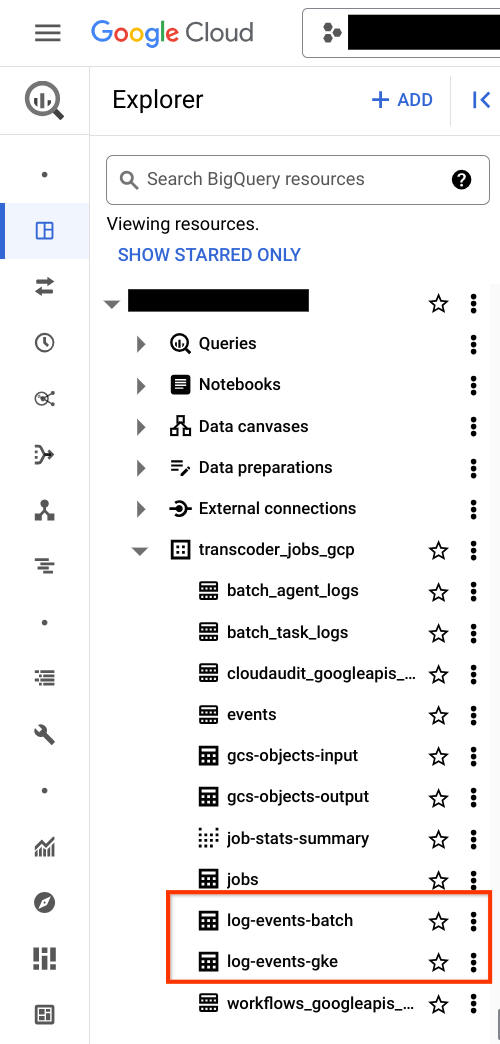 Google Cloud
Explorer
+ ADD
Search BigQuery resources
?
Viewing resources.
SHOW STARRED ONLY
Queries
Notebooks
Data canvases
Data preparations
External connections
transcoder_jobs_gcp
batch_agent_logs
batch_task_logs
cloudaudit_googleapis_...
events
gcs-objects-input
gcs-objects-output
job-stats-summary
jobs
log-events-batch
log-events-gke
workflows_googleapis_...